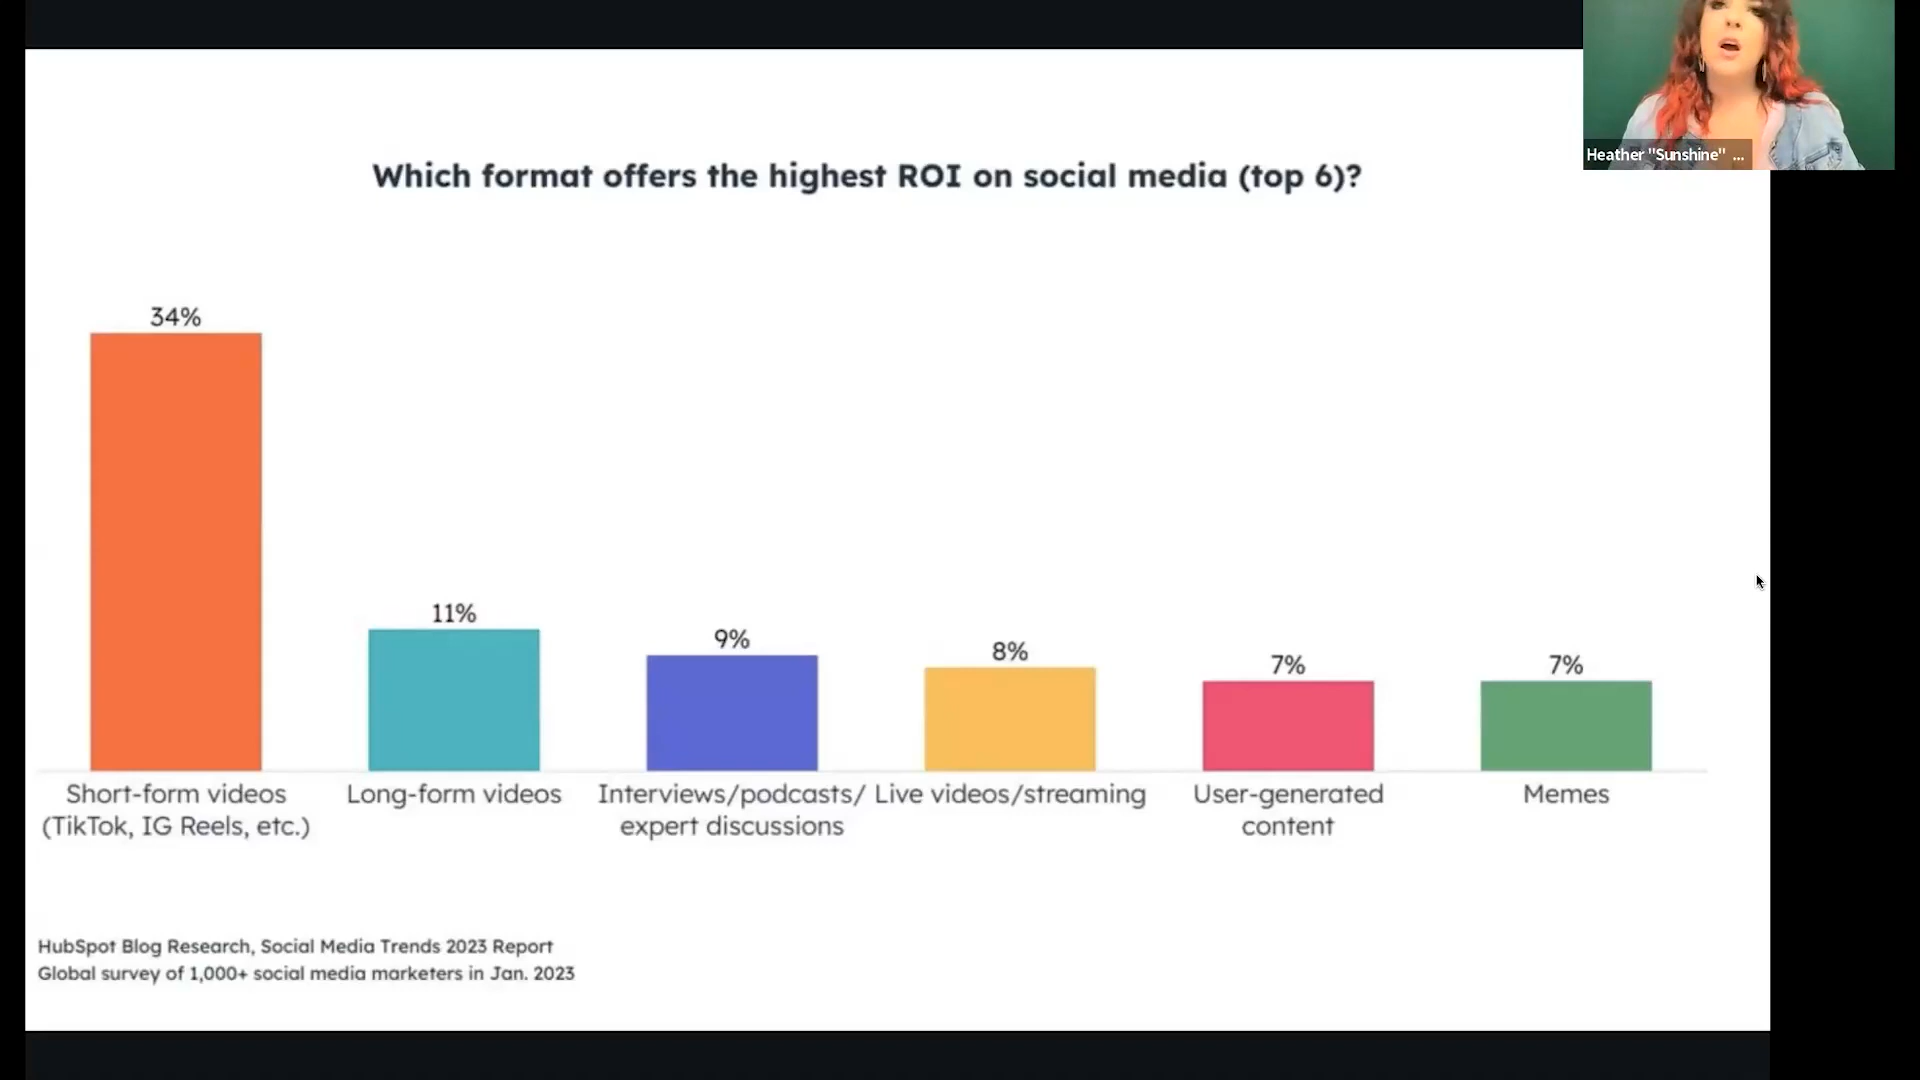 Heather "Sunshine" ...
Which format offers the highest ROI on social media (top 6)?
34%
11%
9%
8%
7%
7%
Short-form videos
(TikTok, IG Reels, etc.)
Long-form videos
Interviews/podcasts/
expert discussions
Live videos/streaming
User-generated
content
Memes
HubSpot Blog Research, Social Media Trends 2023 Report
Global survey of 1,000+ social media marketers in Jan. 2023